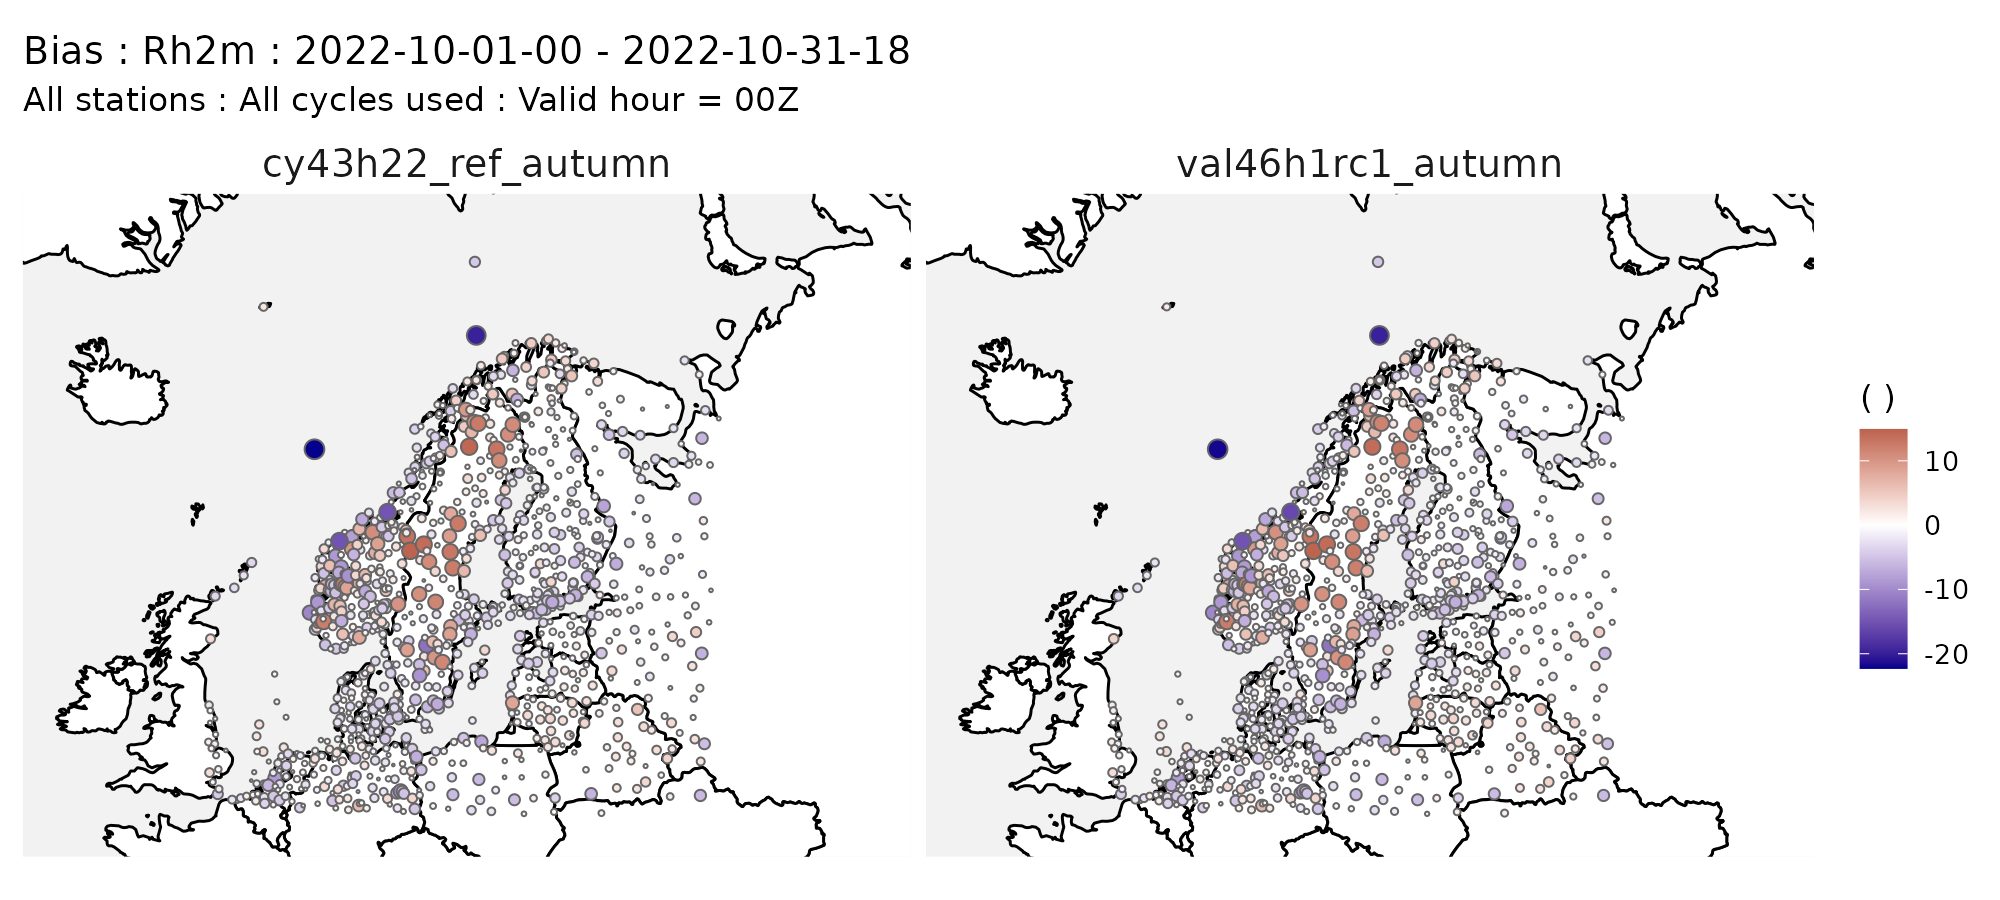 Bias : Rh2m : 2022-10-01-00 - 2022-10-31-18
All stations : All cycles used : Valid hour = 00Z
cy43h22_ref_autumn
val46h1rc1_autumn
( )
10
0
-10
-20